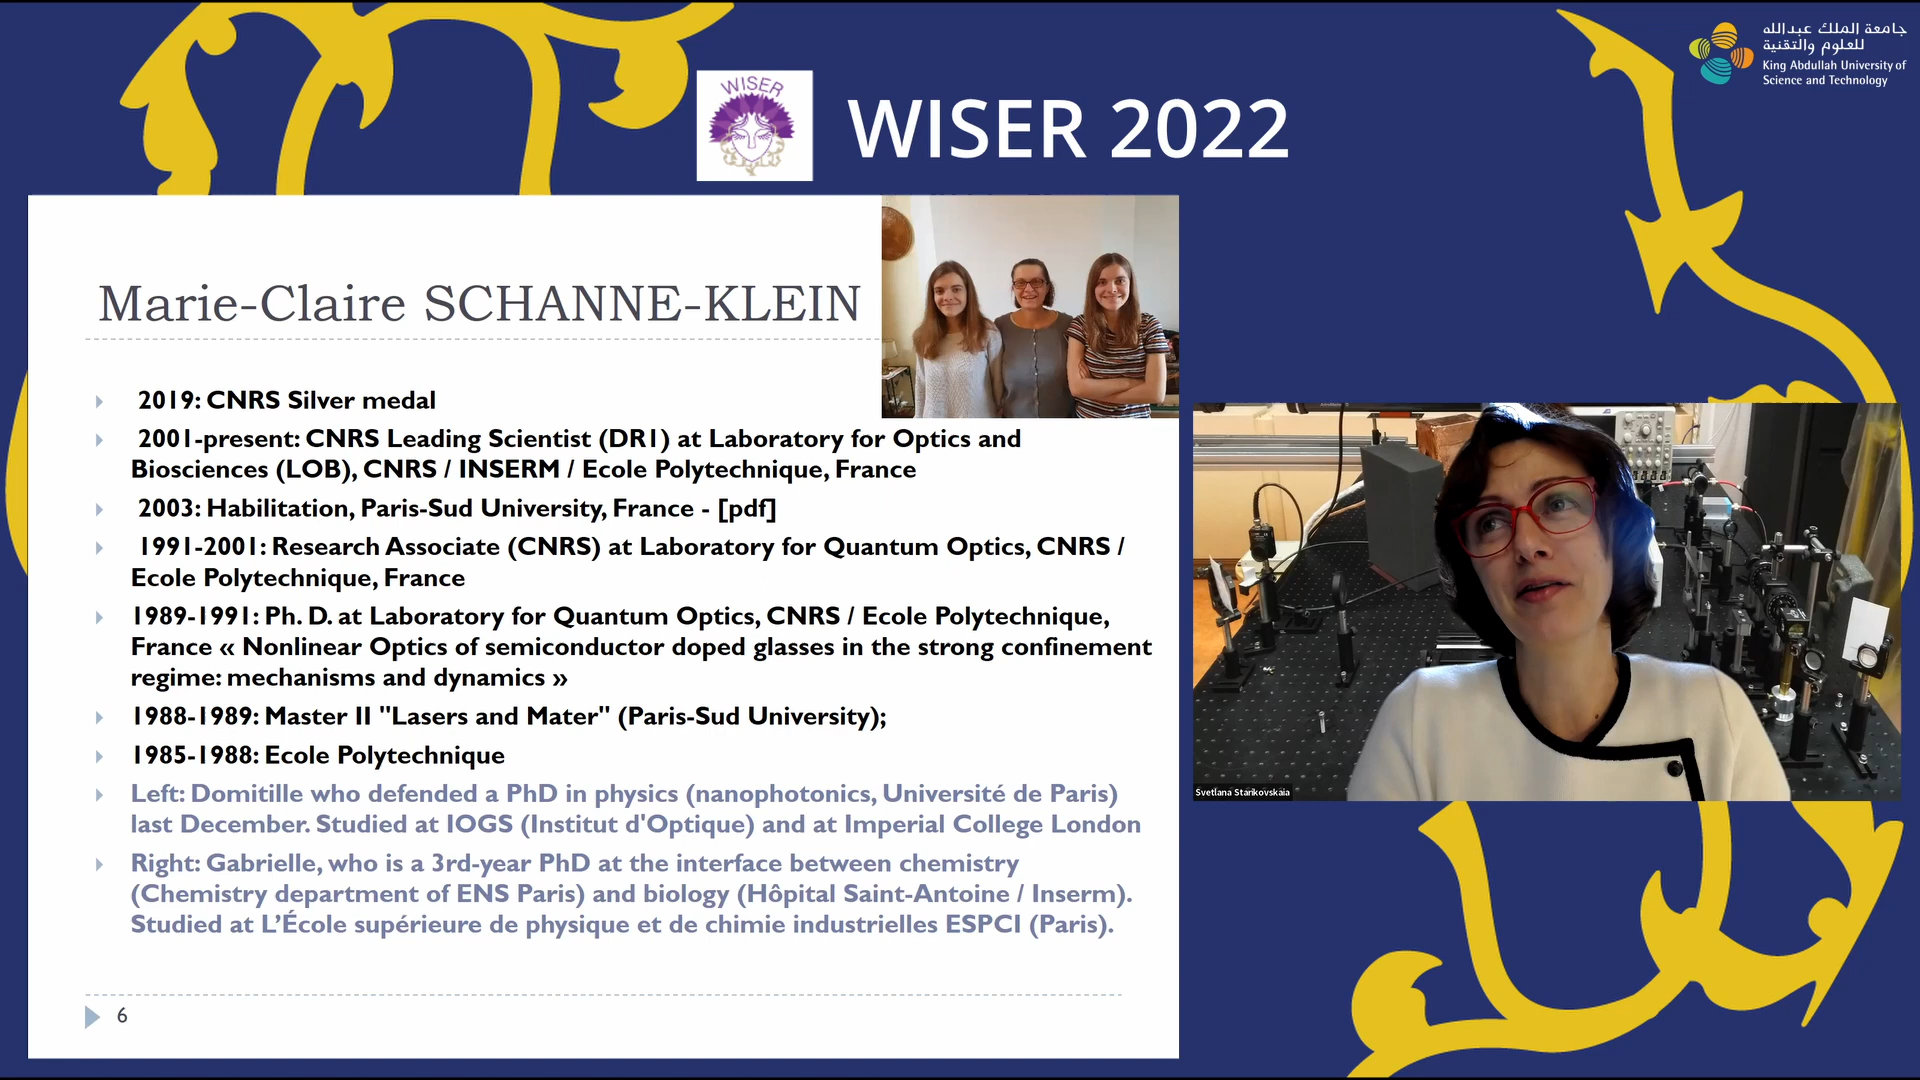 جامعة الملك عبدالله
للعلوم والتقنية
King Abdullah University of
Science and Technology
WISER
WISER 2022
Marie-Claire SCHANNE-KLEIN
2019: CNRS Silver medal
2001-present: CNRS Leading Scientist (DR1) at Laboratory for Optics and
Biosciences (LOB), CNRS / INSERM / Ecole Polytechnique, France
2003: Habilitation, Paris-Sud University, France - [pdf]
1991-2001: Research Associate (CNRS) at Laboratory for Quantum Optics, CNRS /
Ecole Polytechnique, France
1989-1991: Ph. D. at Laboratory for Quantum Optics, CNRS / Ecole Polytechnique,
France « Nonlinear Optics of semiconductor doped glasses in the strong confinement
regime: mechanisms and dynamics »
1988-1989: Master II "Lasers and Mater" (Paris-Sud University);
1985-1988: Ecole Polytechnique
Left: Domitille who defended a PhD in physics (nanophotonics, Université de Paris)
last December. Studied at IOGS (Institut d'Optique) and at Imperial College London
Right: Gabrielle, who is a 3rd-year PhD at the interface between chemistry
(Chemistry department of ENS Paris) and biology (Hôpital Saint-Antoine / Inserm).
Studied at L’École supérieure de physique et de chimie industrielles ESPCI (Paris).
6
Svetlana Starikovskaia